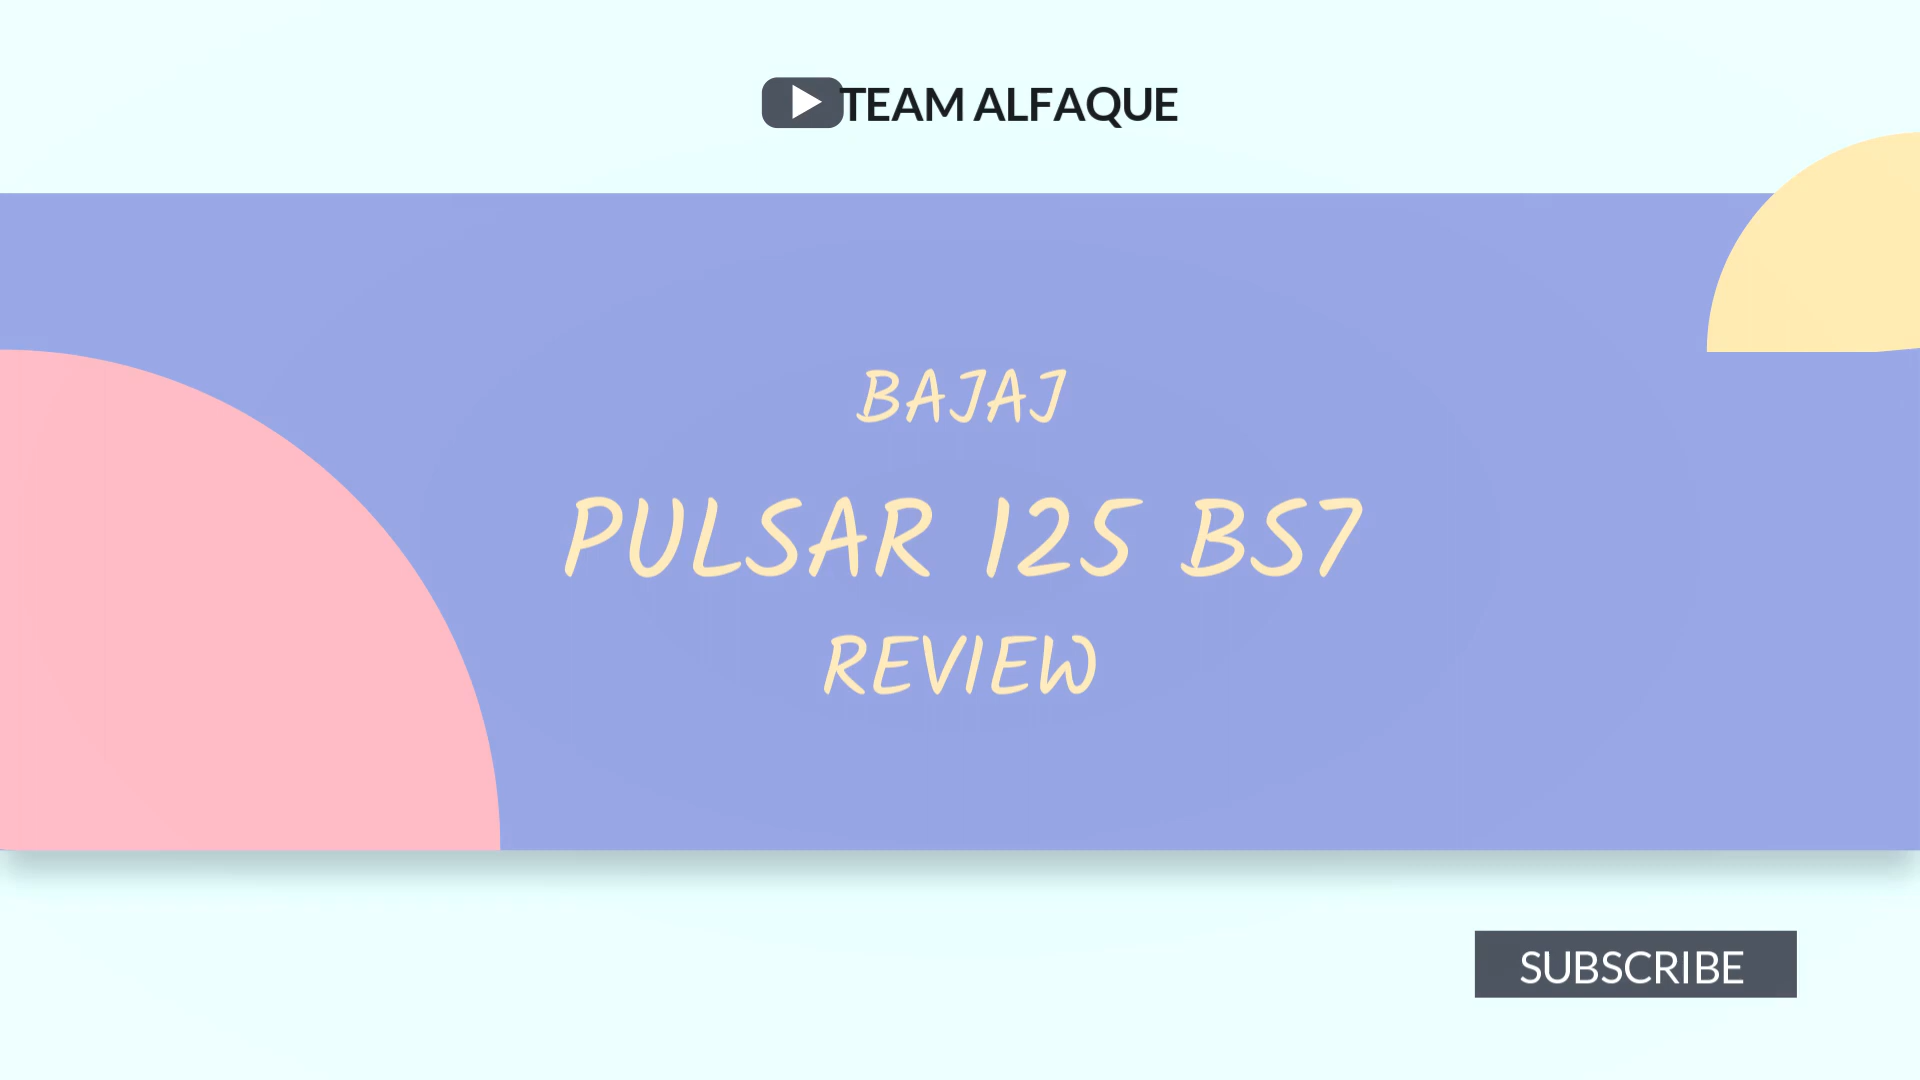 TEAM ALFAQUE
BAJAJ
PULSAR 125 BS7
REVIEW
SUBSCRIBE